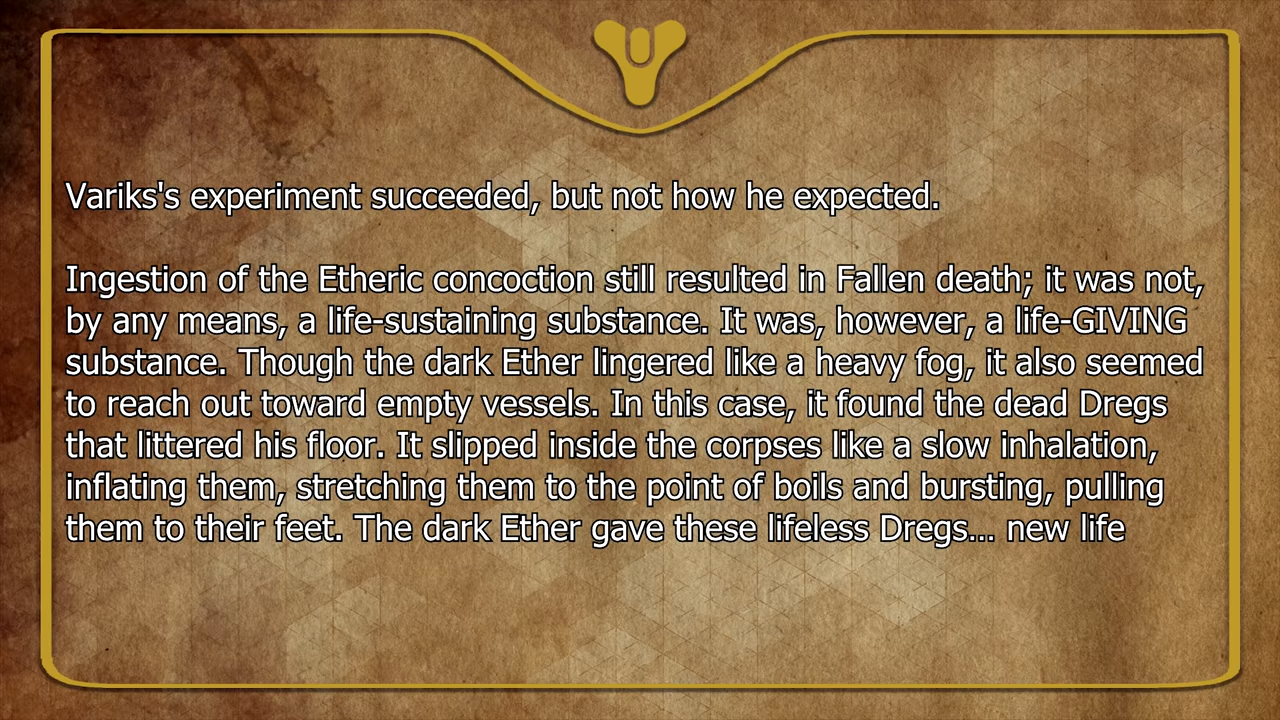 Variks's experiment succeeded, but not how he expected.
Ingestion of the Etheric concoction still resulted in Fallen death; it was not,
by any means, a life-sustaining substance. It was, however, a life-GIVING
substance. Though the dark Ether lingered like a heavy fog, it also seemed
to reach out toward empty vessels. In this case, it found the dead Dregs
that littered his floor. It slipped inside the corpses like a slow inhalation,
inflating them, stretching them to the point of boils and bursting, pulling
them to their feet. The dark Ether gave these lifeless Dregs... new life